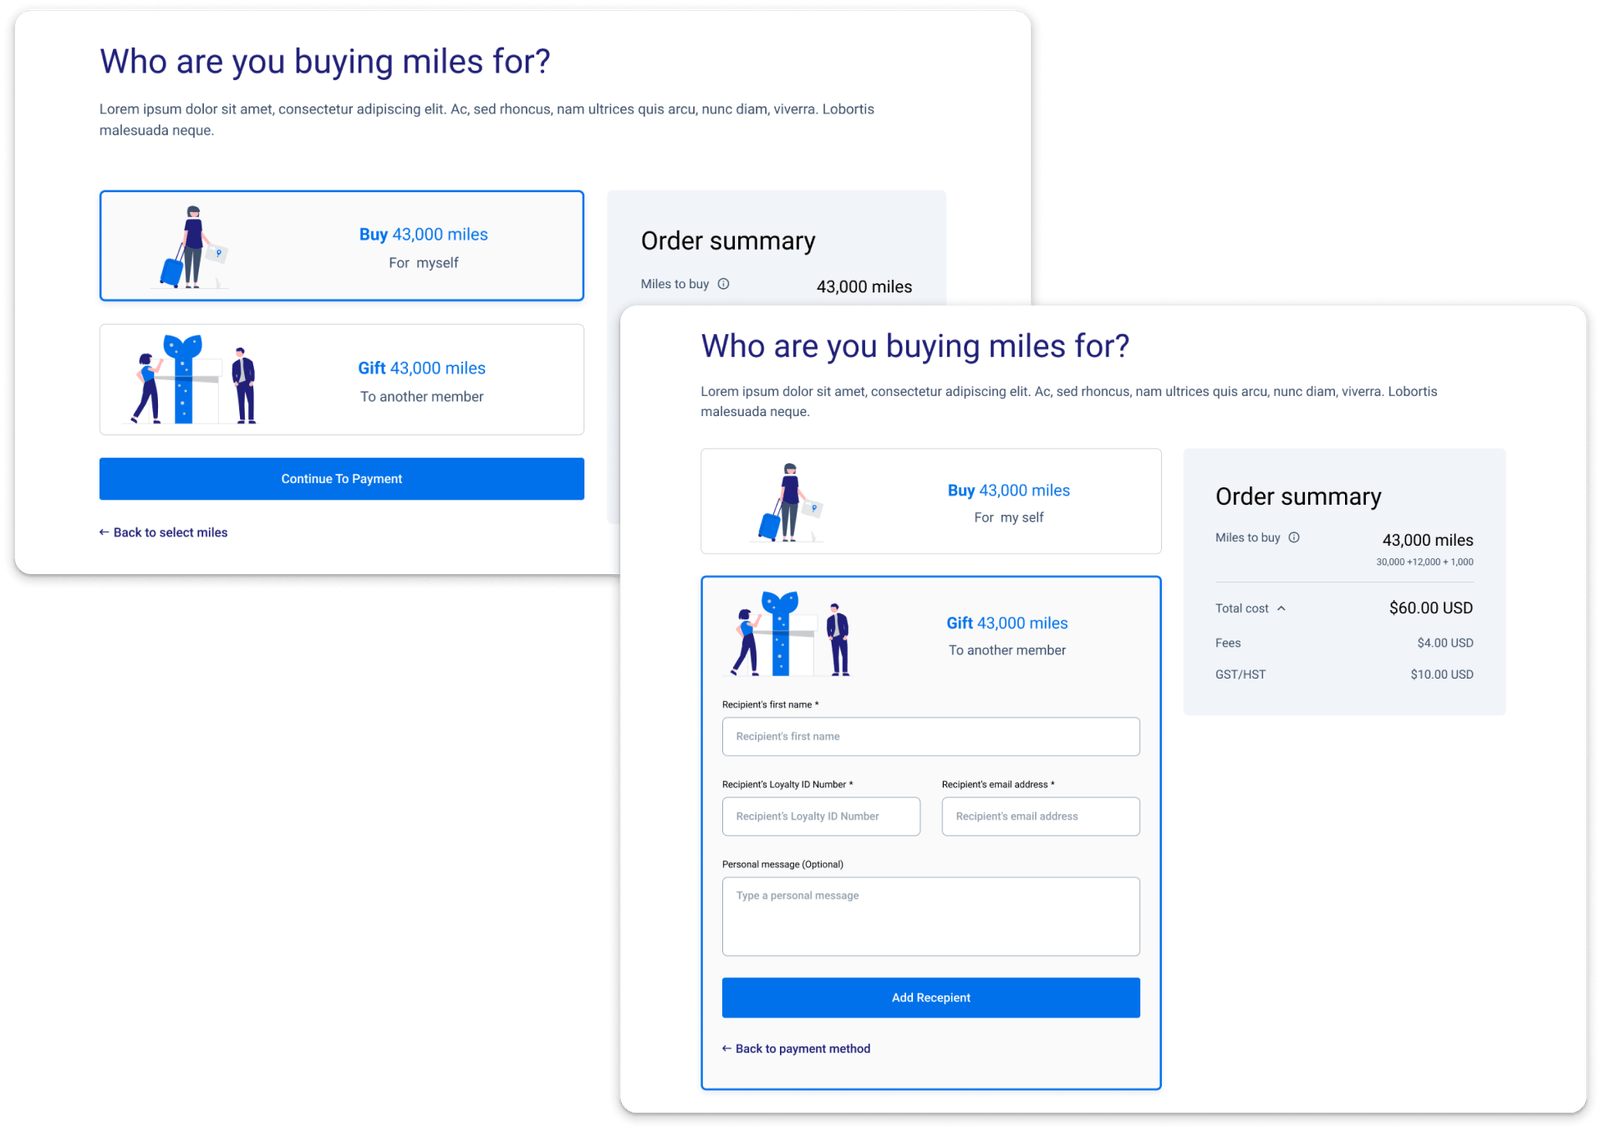 Who are you buying miles for?
Lorem ipsum dolor sit amet, consectetur adipiscing elit. Ac, sed rhoncus, nam ultrices quis arcu, nunc diam, viverra. Lobortis
malesuada neque.
Buy 43,000 miles
For myself
Gift 43,000 miles
To another member
Continue To Payment
← Back to select miles
Order summary
Miles to buy
43,000 miles
Who are you buying miles for?
Lorem ipsum dolor sit amet, consectetur adipiscing elit. Ac, sed rhoncus, nam ultrices quis arcu, nunc diam, viverra. Lobortis
malesuada neque.
Buy 43,000 miles
For my self
Gift 43,000 miles
To another member
Recipient's first name *
Recipient's first name
Recipient's Loyalty ID Number *
Recipient's Loyalty ID Number
Recipient's email address *
Recipient's email address
Personal message (Optional)
Type a personal message
Add Recepient
← Back to payment method
Order summary
Miles to buy
43,000 miles
30,000 +12,000 + 1,000
Total cost
$60.00 USD
Fees
$4.00 USD
GST/HST
$10.00 USD